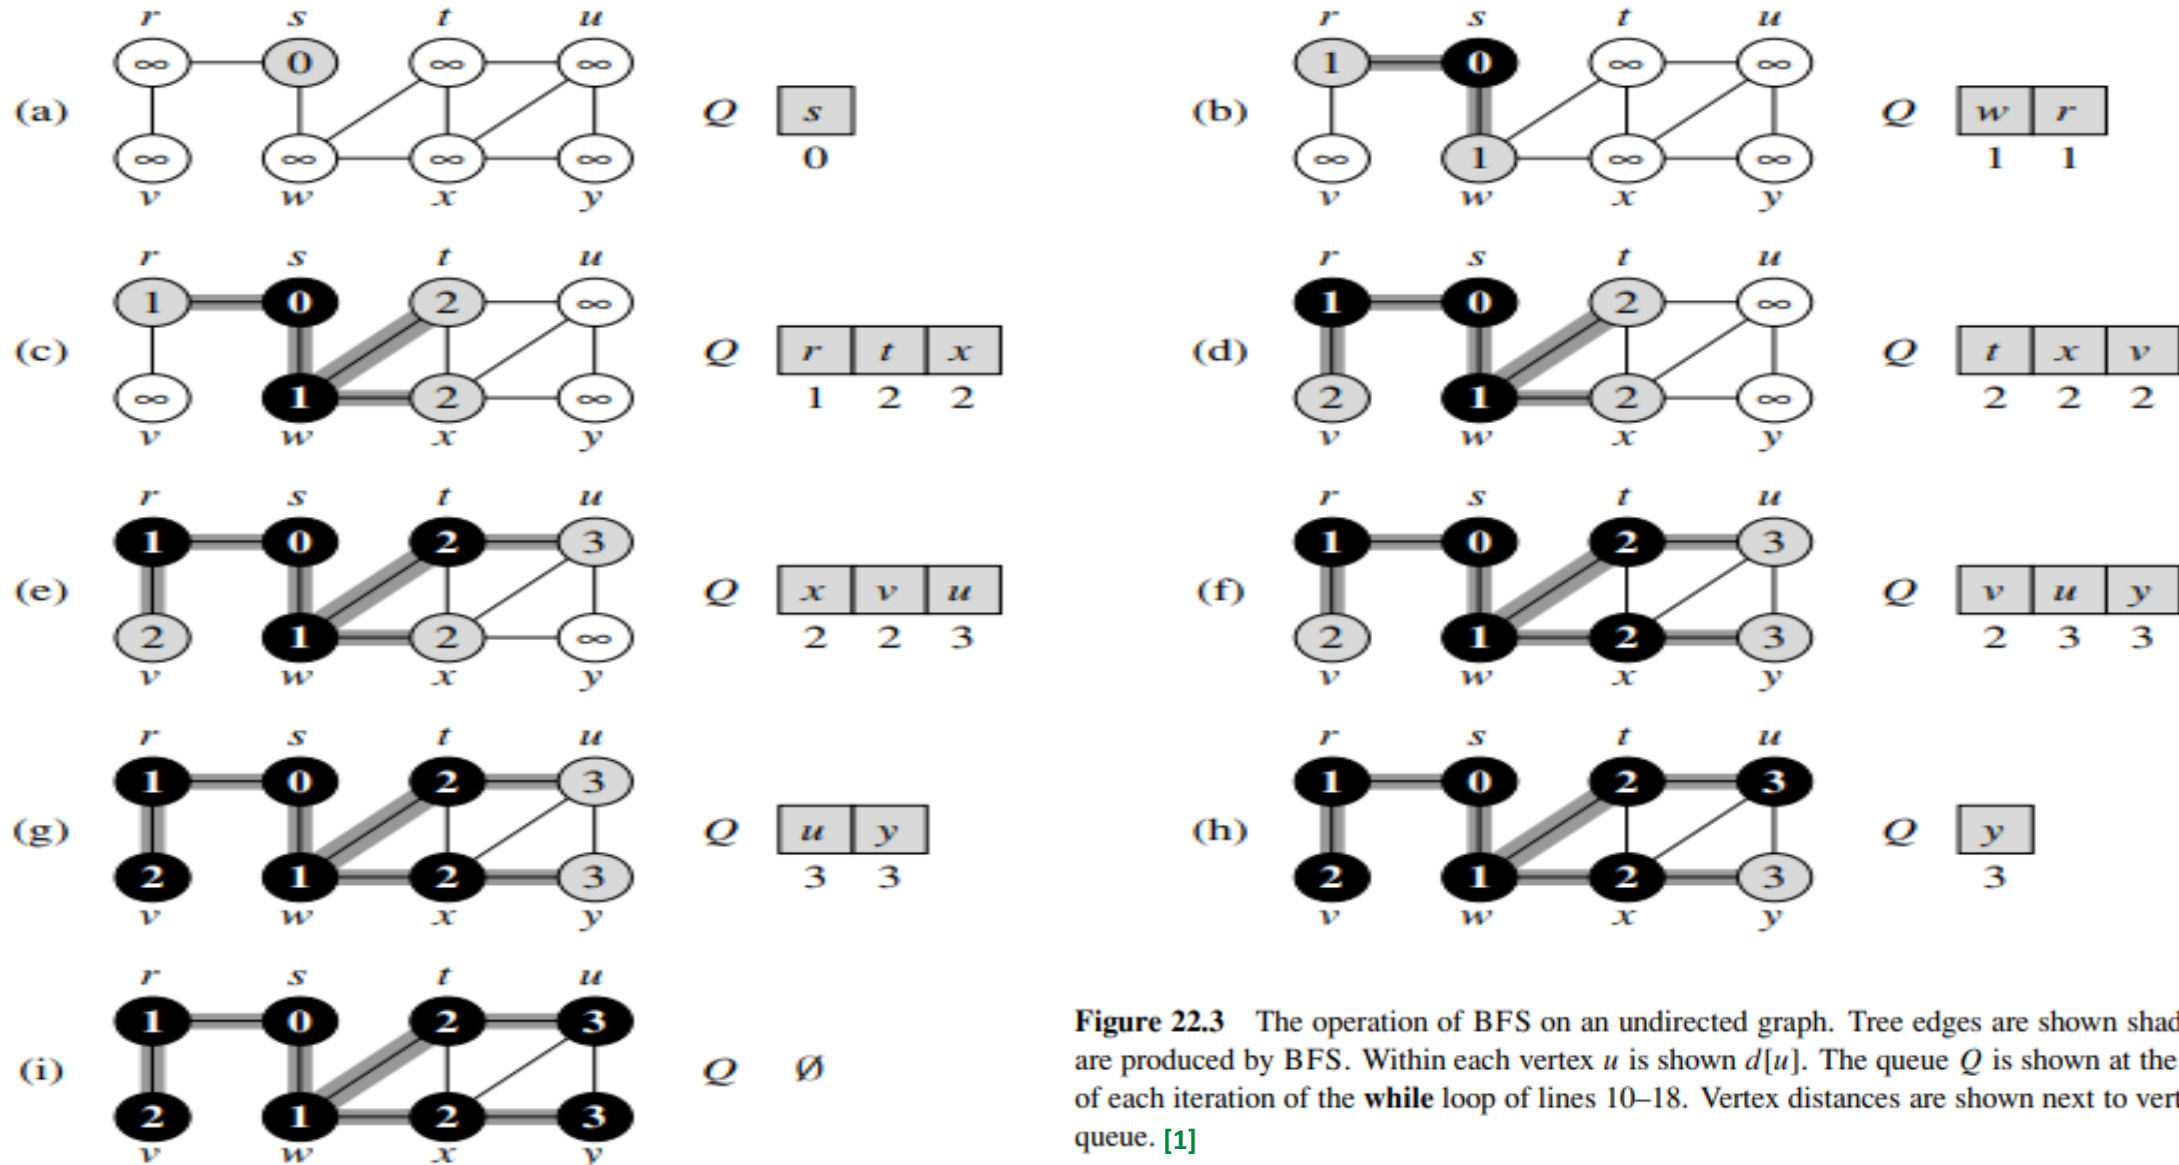 r s t u r s t u
∞ 0 ∞ ∞ 1 0 ∞ ∞
(a) Q s (b) Q w r
∞ ∞ ∞ ∞ 0 ∞ 1 ∞ ∞ 1 1
v w x y v w x y
r s t u r s t u
1 0 2 ∞ 1 0 2 ∞
(c) Q r t x (d) Q t x v
∞ 1 2 ∞ 1 2 2 2 1 2 ∞ 2 2 2
v w x y v w x y
r s t u r s t u
1 0 2 3 1 0 2 3
(e) Q x v u (f) Q v u y
2 1 2 ∞ 2 2 3 2 1 2 3 2 3 3
v w x y v w x y
r s t u r s t u
1 0 2 3 1 0 2 3
(g) Q u y (h) Q y
2 1 2 3 3 3 2 1 2 3 3
v w x y v w x y
r s t u
1 0 2 3
(i) Q Ø
2 1 2 3
v w x y
Figure 22.3 The operation of BFS on an undirected graph. Tree edges are shown shad
are produced by BFS. Within each vertex u is shown d[u]. The queue Q is shown at the
of each iteration of the while loop of lines 10–18. Vertex distances are shown next to vert
queue. [1]